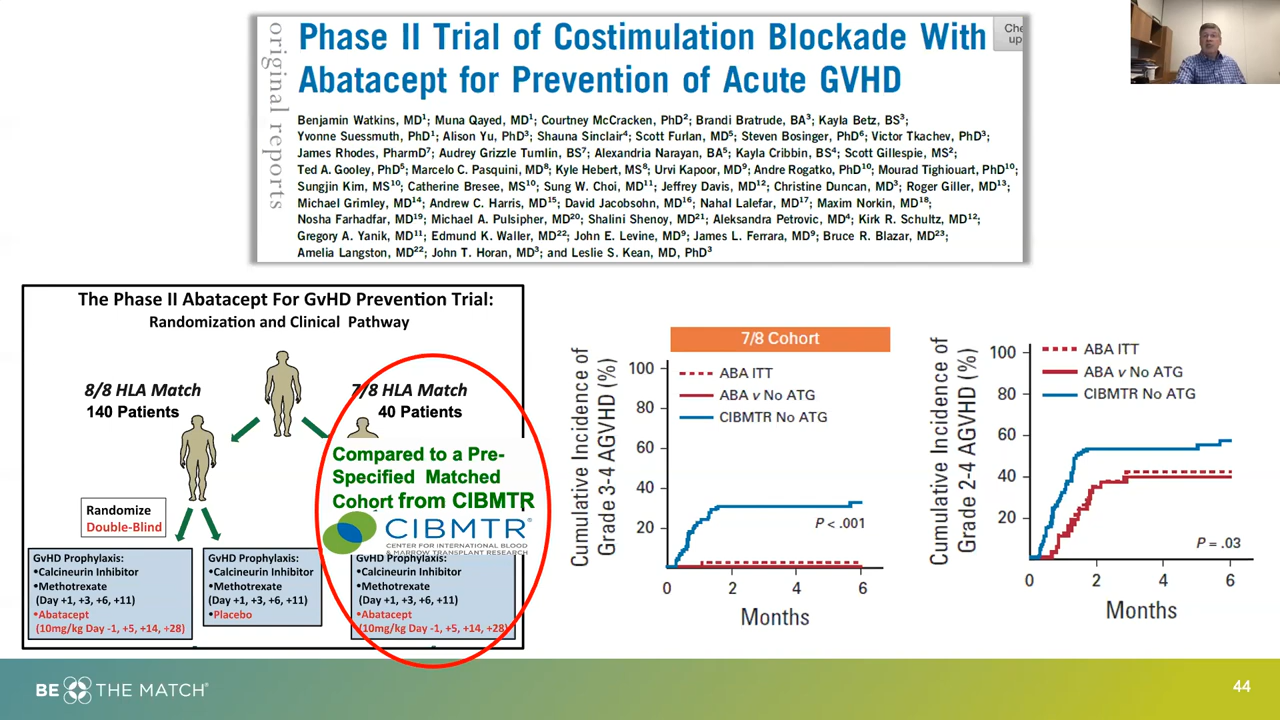 original reports
Phase II Trial of Costimulation Blockade With
Abatacept for Prevention of Acute GVHD
Che
up
Benjamin Watkins, MD1; Muna Qayed, MD1; Courtney McCracken, PhD2; Brandi Bratrude, BA3; Kayla Betz, BS3;
Yvonne Suessmuth, PhD1; Alison Yu, PhD3; Shauna Sinclair4; Scott Furlan, MD5; Steven Bosinger, PhD6; Victor Tkachev, PhD3;
James Rhodes, PharmD7; Audrey Grizzle Tumlin, BS7; Alexandria Narayan, BA5; Kayla Cribbin, BS4; Scott Gillespie, MS2;
Ted A. Gooley, PhD5; Marcelo C. Pasquini, MD8; Kyle Hebert, MS8; Urvi Kapoor, MD9; Andre Rogatko, PhD10; Mourad Tighiouart, PhD10;
Sungjin Kim, MS10; Catherine Bresee, MS10; Sung W. Choi, MD11; Jeffrey Davis, MD12; Christine Duncan, MD3; Roger Giller, MD13;
Michael Grimley, MD14; Andrew C. Harris, MD15; David Jacobsohn, MD16; Nahal Lalefar, MD17; Maxim Norkin, MD18;
Nosha Farhadfar, MD19; Michael A. Pulsipher, MD20; Shalini Shenoy, MD21; Aleksandra Petrovic, MD4; Kirk R. Schultz, MD12;
Gregory A. Yanik, MD11; Edmund K. Waller, MD22; John E. Levine, MD9; James L. Ferrara, MD9; Bruce R. Blazar, MD23;
Amelia Langston, MD22; John T. Horan, MD3; and Leslie S. Kean, MD, PhD3
The Phase II Abatacept For GvHD Prevention Trial:
Randomization and Clinical Pathway
8/8 HLA Match
140 Patients
7/8 HLA Match
40 Patients
Compared to a Pre-
Specified Matched
Cohort from CIBMTR
CIBMTR®
CENTER FOR INTERNATIONAL BLOOD
& MARROW TRANSPLANT RESEARCH
Randomize
Double-Blind
GvHD Prophylaxis:
•Calcineurin Inhibitor
•Methotrexate
(Day +1, +3, +6, +11)
•Abatacept
(10mg/kg Day -1, +5, +14, +28)
GvHD Prophylaxis:
•Calcineurin Inhibitor
•Methotrexate
(Day +1, +3, +6, +11)
•Placebo
GvHD Prophylaxis:
•Calcineurin Inhibitor
•Methotrexate
(Day +1, +3, +6, +11)
•Abatacept
(10mg/kg Day -1, +5, +14, +28)
7/8 Cohort
Cumulative Incidence of
Grade 3-4 AGVHD (%)
100
80
60
40
20
ABA ITT
ABA v No ATG
CIBMTR No ATG
P < .001
0 2 4 6
Months
Cumulative Incidence of
Grade 2-4 AGVHD (%)
100
80
60
40
20
ABA ITT
ABA v No ATG
CIBMTR No ATG
P = .03
0 2 4 6
Months
BE THE MATCH®
44